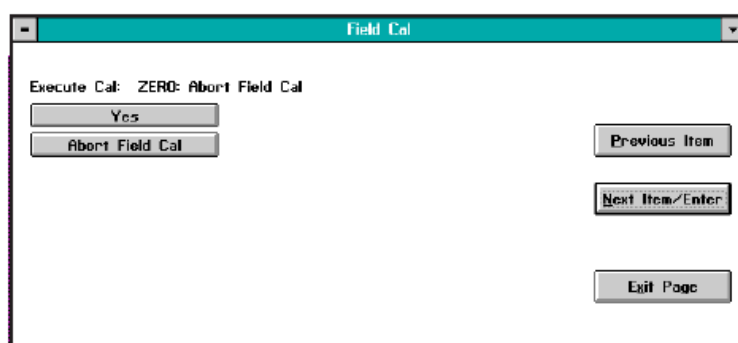 Field Cal
Execute Cal: ZERO: Abort Field Cal
Yes
Abort Field Cal
Previous Item
Next Item/Enter
Exit Page